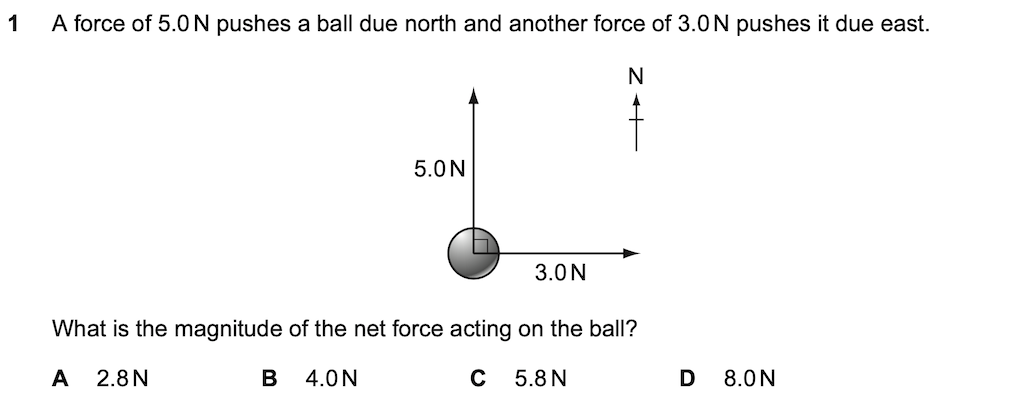 1 A force of 5.0 N pushes a ball due north and another force of 3.0 N pushes it due east.
N
5.0 N
3.0 N
What is the magnitude of the net force acting on the ball?
A 2.8 N B 4.0 N C 5.8 N D 8.0 N